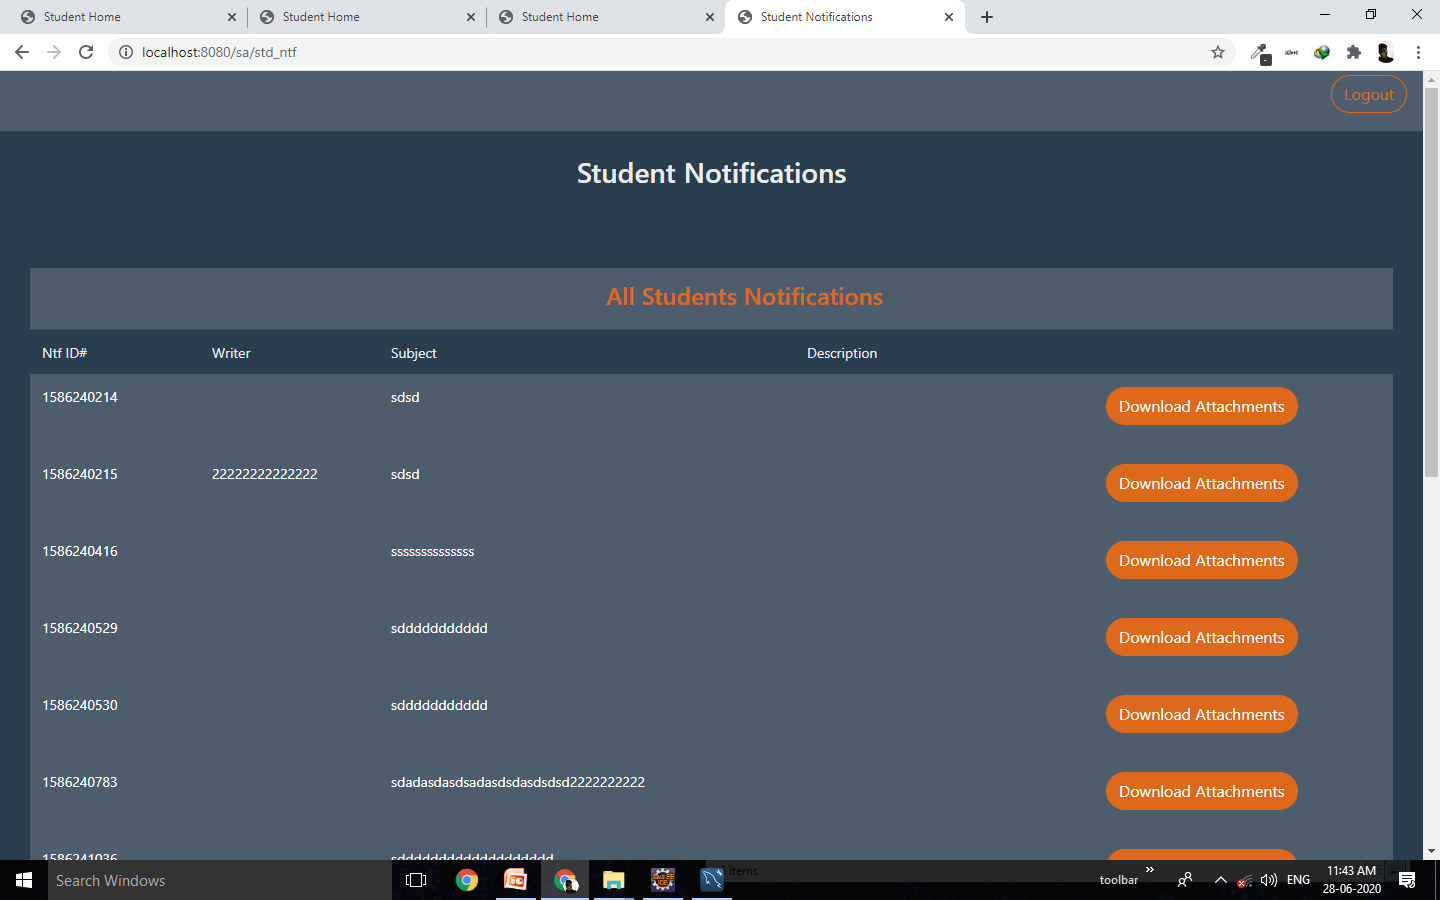 Student Home Student Home Student Home Student Notifications
localhost:8080/sa/std_ntf
Logout
Student Notifications
All Students Notifications
Ntf ID# Writer Subject Description
1586240214 sdsd Download Attachments
1586240215 22222222222222 sdsd Download Attachments
1586240416 ssssssssssssss Download Attachments
1586240529 sddddddddddd Download Attachments
1586240530 sddddddddddd Download Attachments
1586240783 sdadasdasdsadasdsdasdsdsd2222222222 Download Attachments
1586241036
items
Search Windows toolbar ENG 11:43 AM
28-06-2020